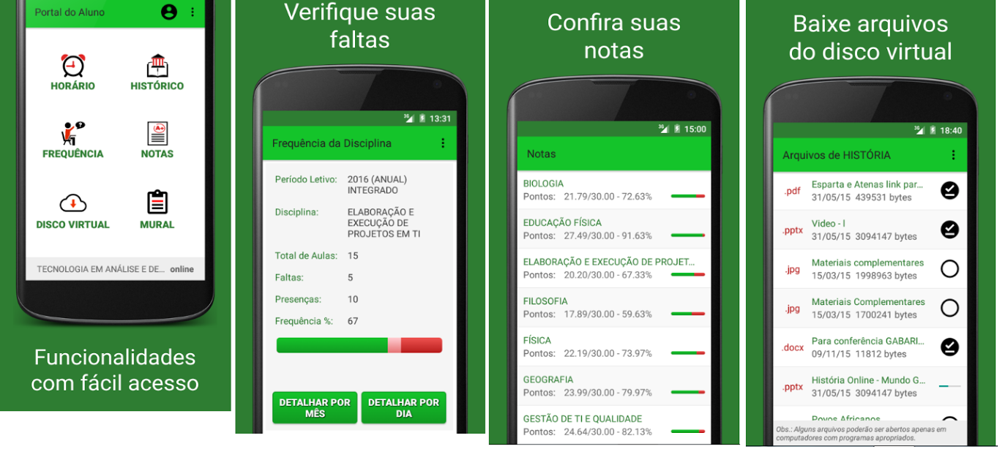 Portal do Aluno
HORÁRIO HISTÓRICO
FREQUÊNCIA NOTAS
A+
DISCO VIRTUAL MURAL
TECNOLOGIA EM ANÁLISE E DE... online
Funcionalidades
com fácil acesso
Verifique suas
faltas
3G 13:31
Frequência da Disciplina
Período Letivo: 2016 (ANUAL)
INTEGRADO
Disciplina: ELABORAÇÃO E
EXECUÇÃO DE
PROJETOS EM TI
Total de Aulas: 15
Faltas: 5
Presenças: 10
Frequência %: 67
DETALHAR POR
MÊS
DETALHAR POR
DIA
Confira suas
notas
3G 15:00
Notas
BIOLOGIA
Pontos: 21.79/30.00 - 72.63%
EDUCAÇÃO FÍSICA
Pontos: 27.49/30.00 - 91.63%
ELABORAÇÃO E EXECUÇÃO DE PROJET...
Pontos: 20.20/30.00 - 67.33%
FILOSOFIA
Pontos: 17.89/30.00 - 59.63%
FÍSICA
Pontos: 22.19/30.00 - 73.97%
GEOGRAFIA
Pontos: 23.99/30.00 - 79.97%
GESTÃO DE TI E QUALIDADE
Pontos: 24.64/30.00 - 82.13%
Baixe arquivos
do disco virtual
3G 18:40
Arquivos de HISTÓRIA
.pdf Esparta e Atenas link par...
31/05/15 439531 bytes
.pptx Video - I
31/05/15 3094147 bytes
.jpg Materiais complementares
15/03/15 1998963 bytes
.jpg Materiais Complementares
15/03/15 1700241 bytes
.docx Para conferência GABARI...
09/11/15 11812 bytes
.pptx História Online - Mundo G...
31/05/15 3094147 bytes
Povos Africanos
Obs.: Alguns arquivos poderão ser abertos apenas em
computadores com programas apropriados.